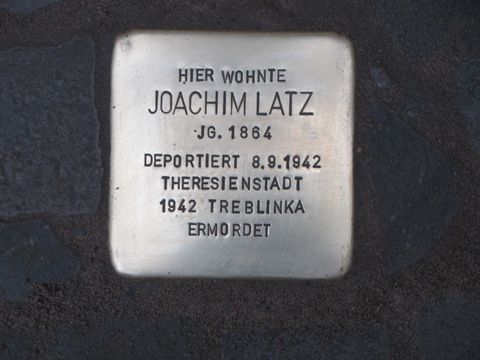 HIER WOHNTE
JOACHIM LATZ
JG. 1864
DEPORTIERT 8.9.1942
THERESIENSTADT
1942 TREBLINKA
ERMORDET